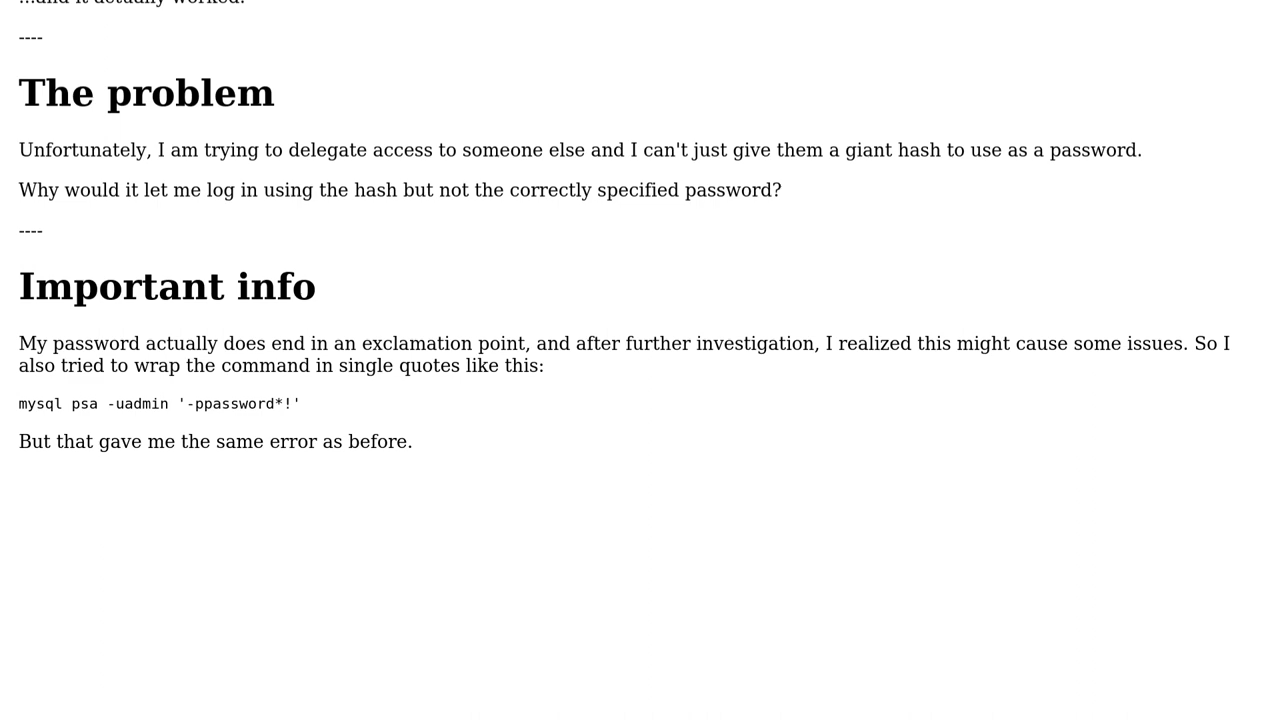 ...and it actually worked.
----
The problem
Unfortunately, I am trying to delegate access to someone else and I can't just give them a giant hash to use as a password.
Why would it let me log in using the hash but not the correctly specified password?
----
Important info
My password actually does end in an exclamation point, and after further investigation, I realized this might cause some issues. So I
also tried to wrap the command in single quotes like this:
mysql psa -uadmin '-ppassword*!'
But that gave me the same error as before.